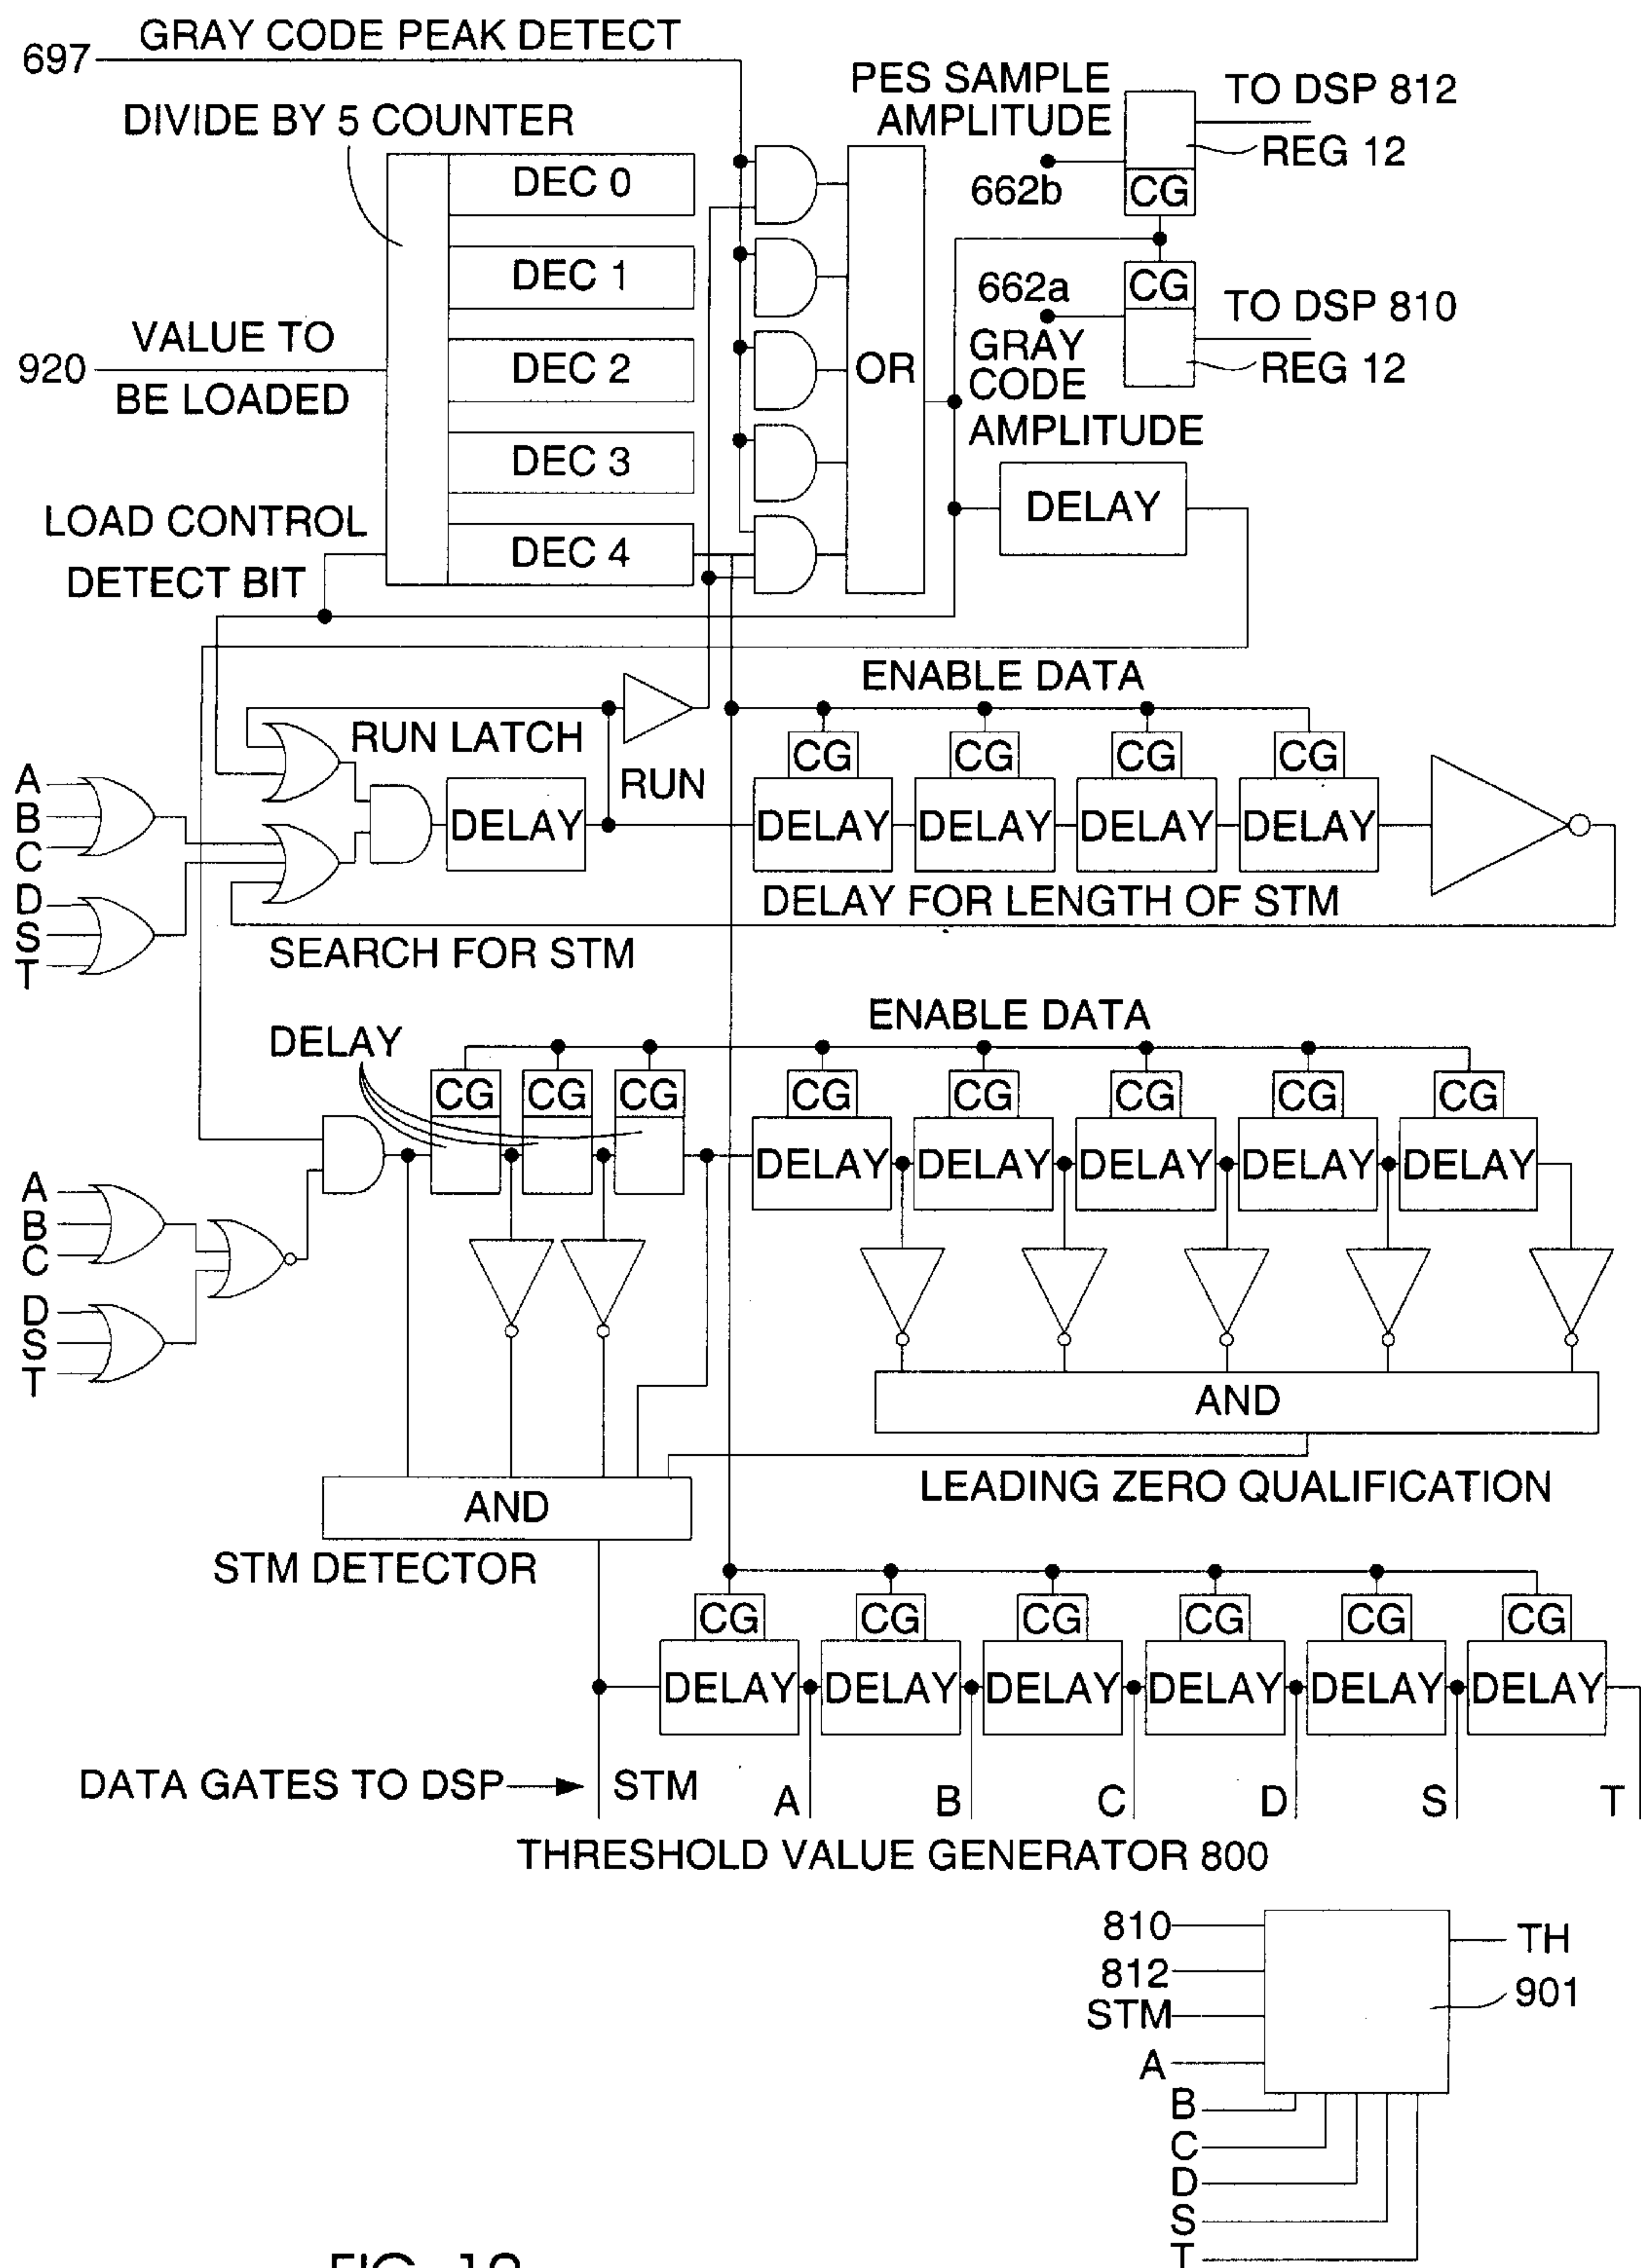 GRAY CODE PEAK DETECT
697
DIVIDE BY 5 COUNTER
PES SAMPLE
AMPLITUDE
TO DSP 812
REG 12
662b
CG
DEC 0
DEC 1
DEC 2
DEC 3
DEC 4
OR
CG
662a
TO DSP 810
REG 12
GRAY
CODE
AMPLITUDE
VALUE TO
920
BE LOADED
LOAD CONTROL
DETECT BIT
DELAY
ENABLE DATA
RUN LATCH
RUN
CG CG CG CG
A
B
C
D
S
T
DELAY
DELAY DELAY DELAY DELAY
DELAY FOR LENGTH OF STM
SEARCH FOR STM
ENABLE DATA
DELAY
CG CG CG CG CG CG CG CG
DELAY DELAY DELAY DELAY DELAY
A
B
C
D
S
T
AND
LEADING ZERO QUALIFICATION
AND
STM DETECTOR
CG CG CG CG CG CG
DELAY DELAY DELAY DELAY DELAY DELAY
DATA GATES TO DSP STM A B C D S T
THRESHOLD VALUE GENERATOR 800
810
812
STM
A
B
C
D
S
T
TH
901